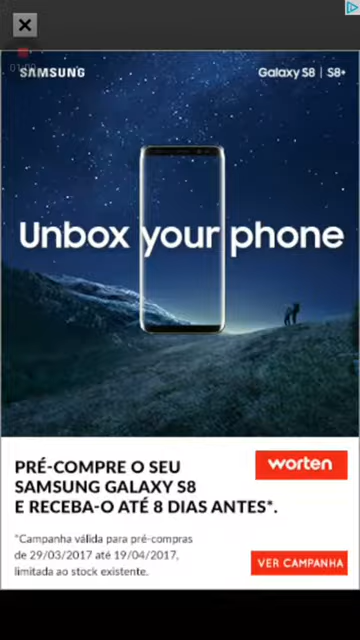 SAMSUNG
Galaxy S8 | S8+
Unbox your phone
PRÉ-COMPRE O SEU
SAMSUNG GALAXY S8
E RECEBA-O ATÉ 8 DIAS ANTES*.
worten
*Campanha válida para pré-compras
de 29/03/2017 até 19/04/2017,
limitada ao stock existente.
VER CAMPANHA